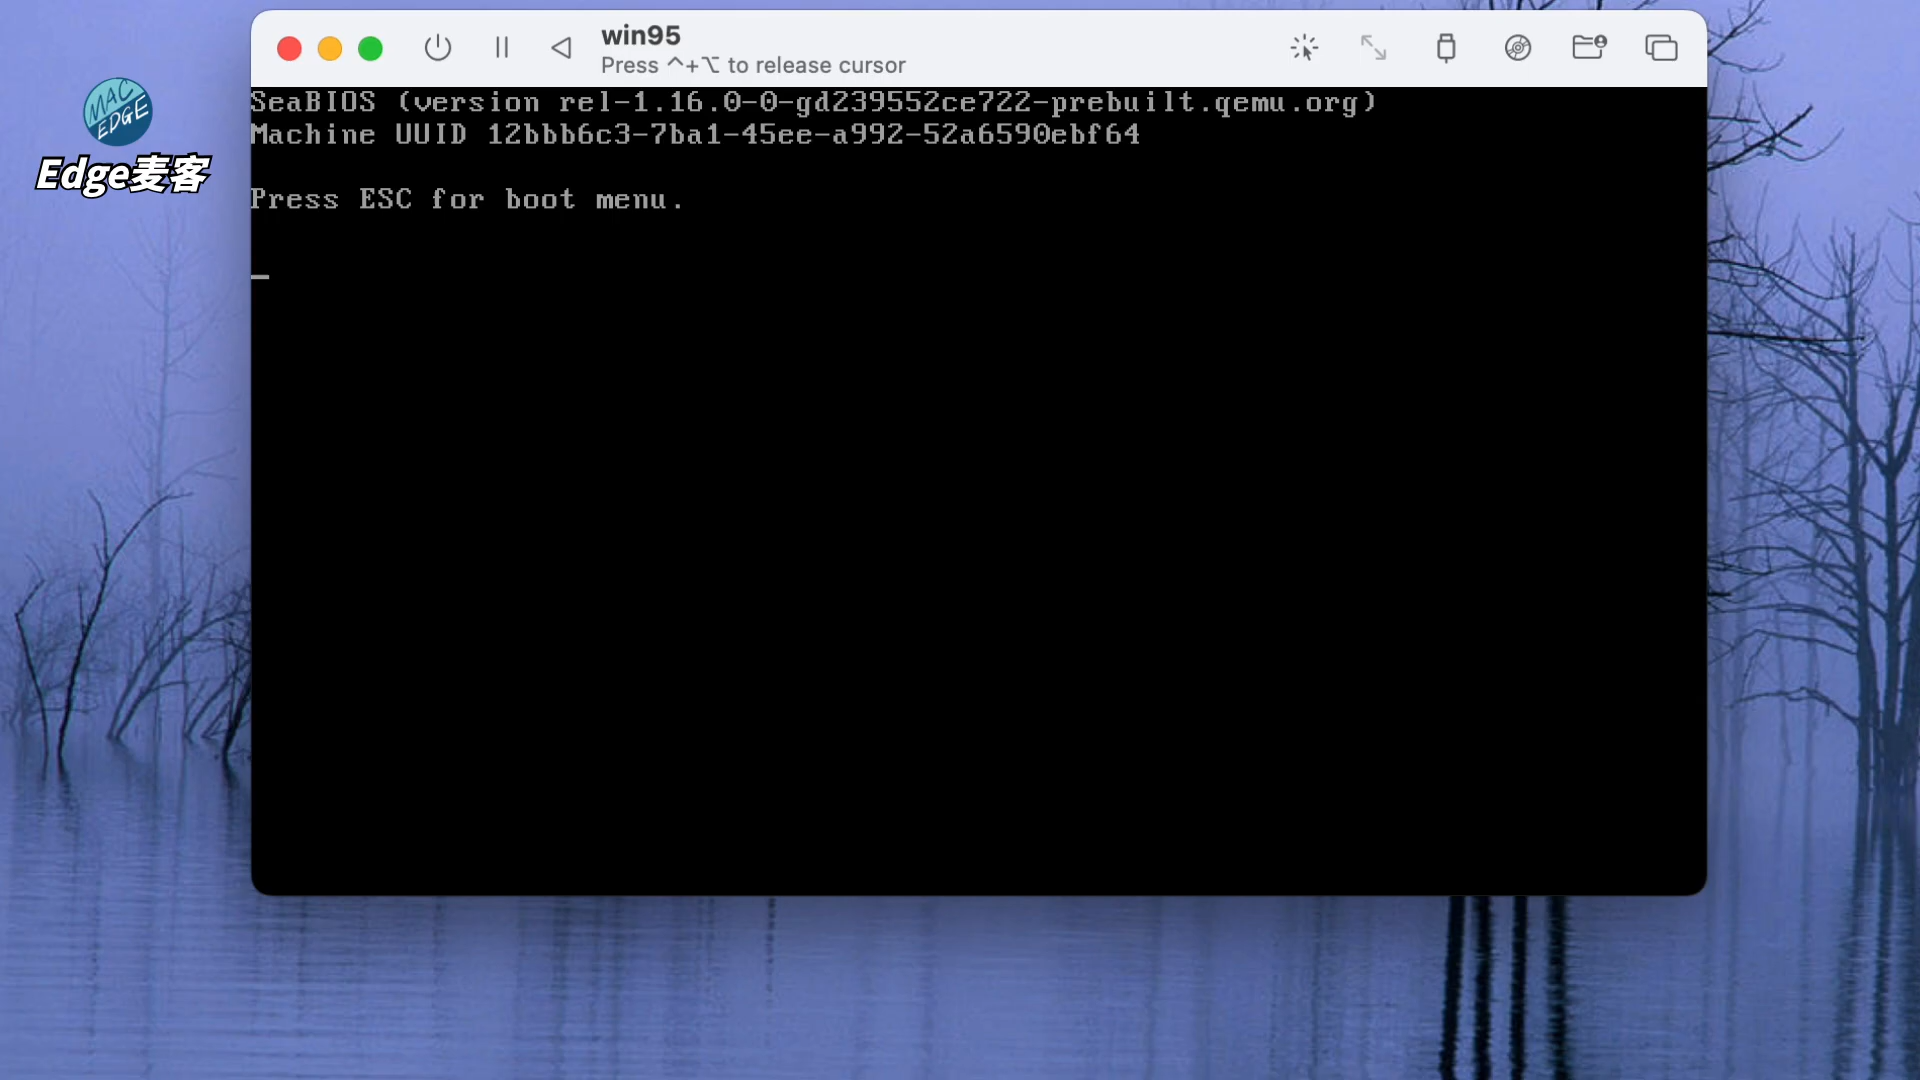 win95
Press ^+⌥ to release cursor
SeaBIOS (version rel-1.16.0-0-gd239552ce722-prebuilt.qemu.org)
Machine UUID 12bbb6c3-7ba1-45ee-a992-52a6590ebf64
Press ESC for boot menu.
MAC
EDGE
Edge麦客